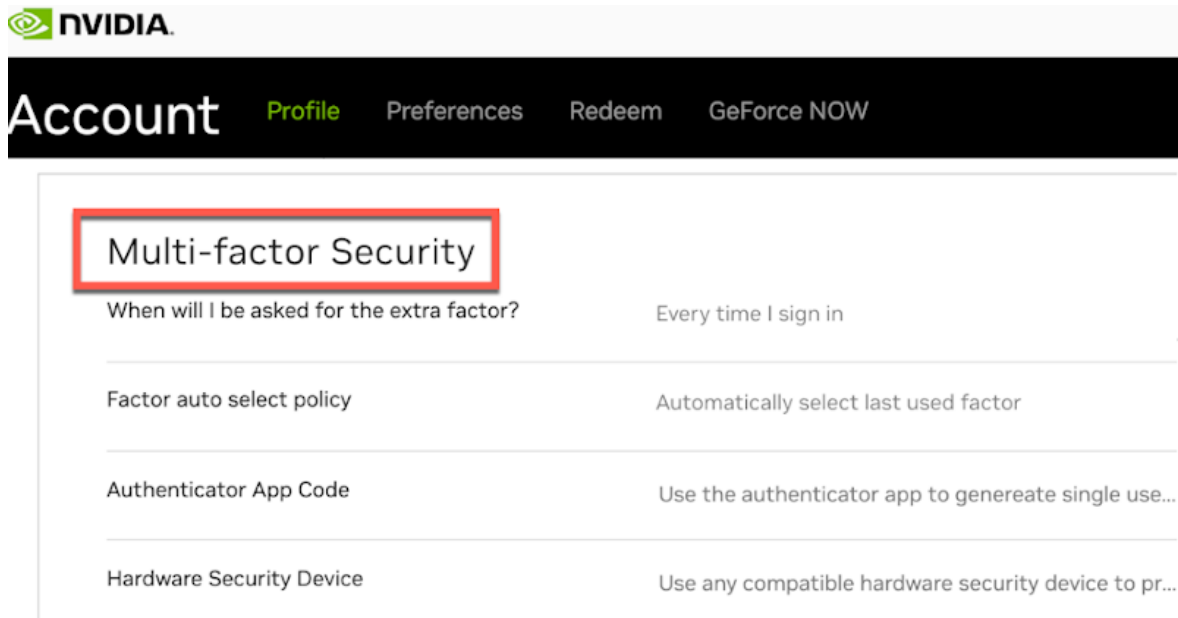 NVIDIA.
Account Profile Preferences Redeem GeForce NOW
Multi-factor Security
When will I be asked for the extra factor? Every time I sign in
Factor auto select policy Automatically select last used factor
Authenticator App Code Use the authenticator app to genereate single use...
Hardware Security Device Use any compatible hardware security device to pr...